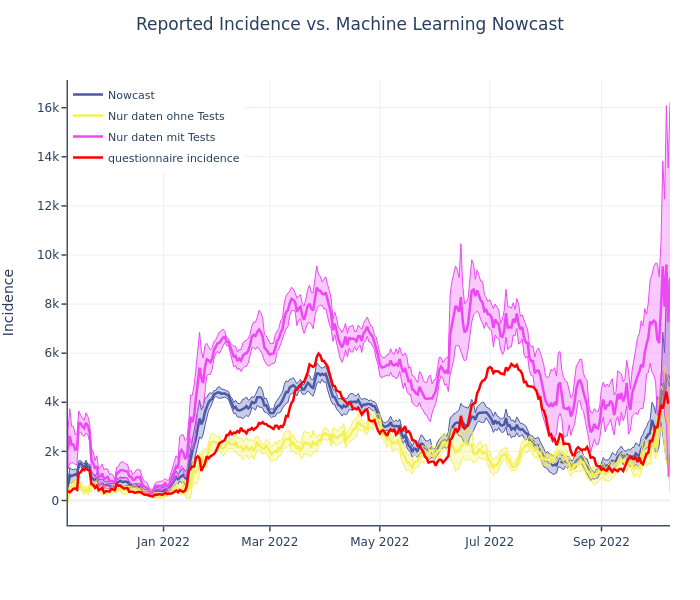 Reported Incidence vs. Machine Learning Nowcast
Nowcast
Nur daten ohne Tests
Nur daten mit Tests
questionnaire incidence
16k
14k
12k
10k
8k
6k
4k
2k
0
Incidence
Jan 2022
Mar 2022
May 2022
Jul 2022
Sep 2022